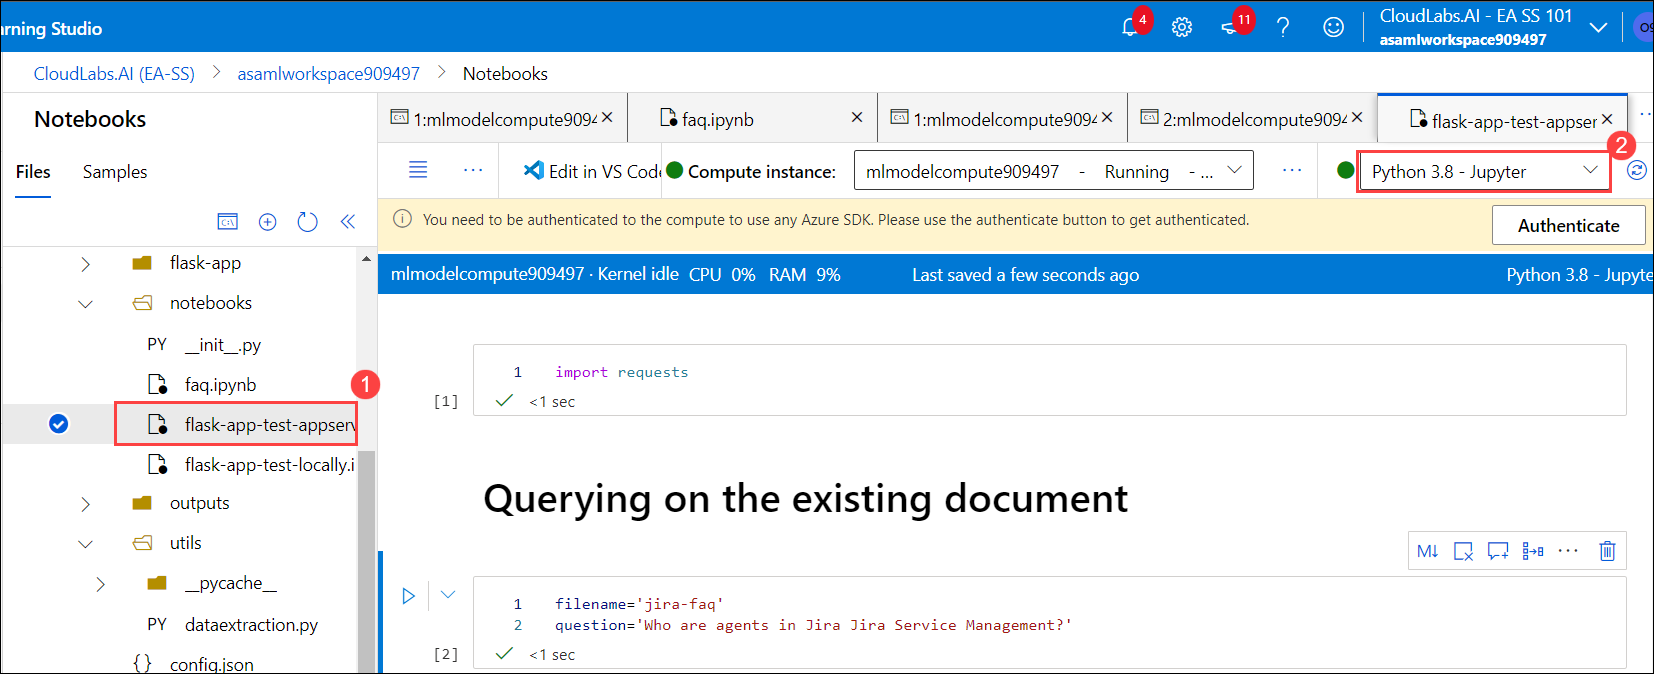 arning Studio
4
11
CloudLabs.AI - EA SS 101
asamlworkspace909497
CloudLabs.AI (EA-SS) > asamlworkspace909497 > Notebooks
Notebooks
Files Samples
flask-app
notebooks
PY __init__.py
faq.ipynb
1
flask-app-test-appserv
flask-app-test-locally.i
outputs
utils
__pycache__
PY dataextraction.py
{} config.json
1:mlmodelcompute9094 faq.ipynb 1:mlmodelcompute9094 2:mlmodelcompute9094 flask-app-test-appser
2
··· Edit in VS Code Compute instance: mlmodelcompute909497 - Running - ... ··· Python 3.8 - Jupyter
You need to be authenticated to the compute to use any Azure SDK. Please use the authenticate button to get authenticated. Authenticate
mlmodelcompute909497 · Kernel idle CPU 0% RAM 9% Last saved a few seconds ago Python 3.8 - Jupyte
1 import requests
[1] <1 sec
Querying on the existing document
M↓ ···
1 filename='jira-faq'
2 question='Who are agents in Jira Jira Service Management?'
[2] <1 sec